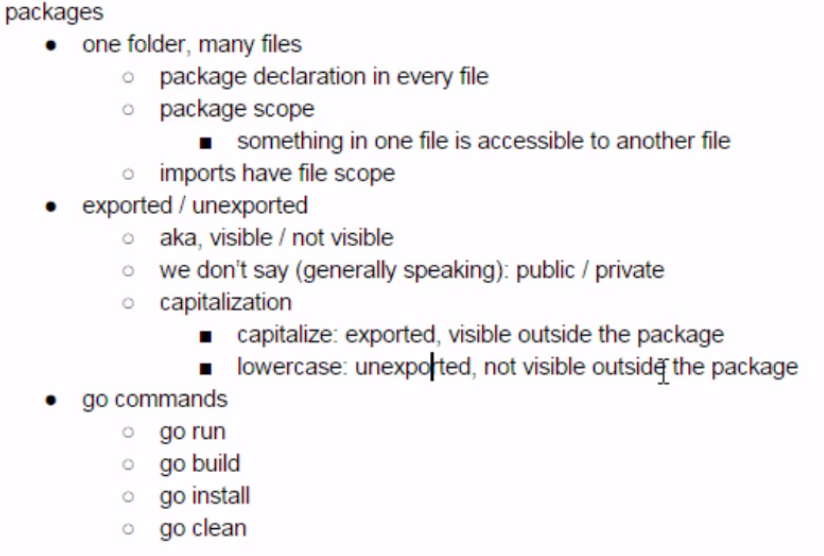 packages
● one folder, many files
○ package declaration in every file
○ package scope
■ something in one file is accessible to another file
○ imports have file scope
● exported / unexported
○ aka, visible / not visible
○ we don't say (generally speaking): public / private
○ capitalization
■ capitalize: exported, visible outside the package
■ lowercase: unexported, not visible outside the package
● go commands
○ go run
○ go build
○ go install
○ go clean